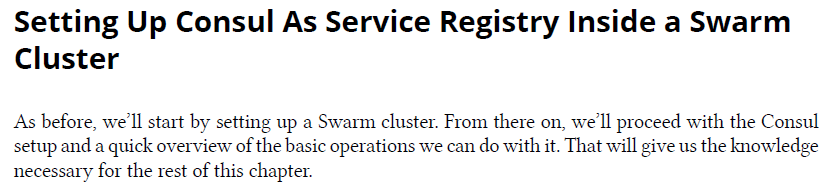 Setting Up Consul As Service Registry Inside a Swarm
Cluster
As before, we’ll start by setting up a Swarm cluster. From there on, we’ll proceed with the Consul
setup and a quick overview of the basic operations we can do with it. That will give us the knowledge
necessary for the rest of this chapter.